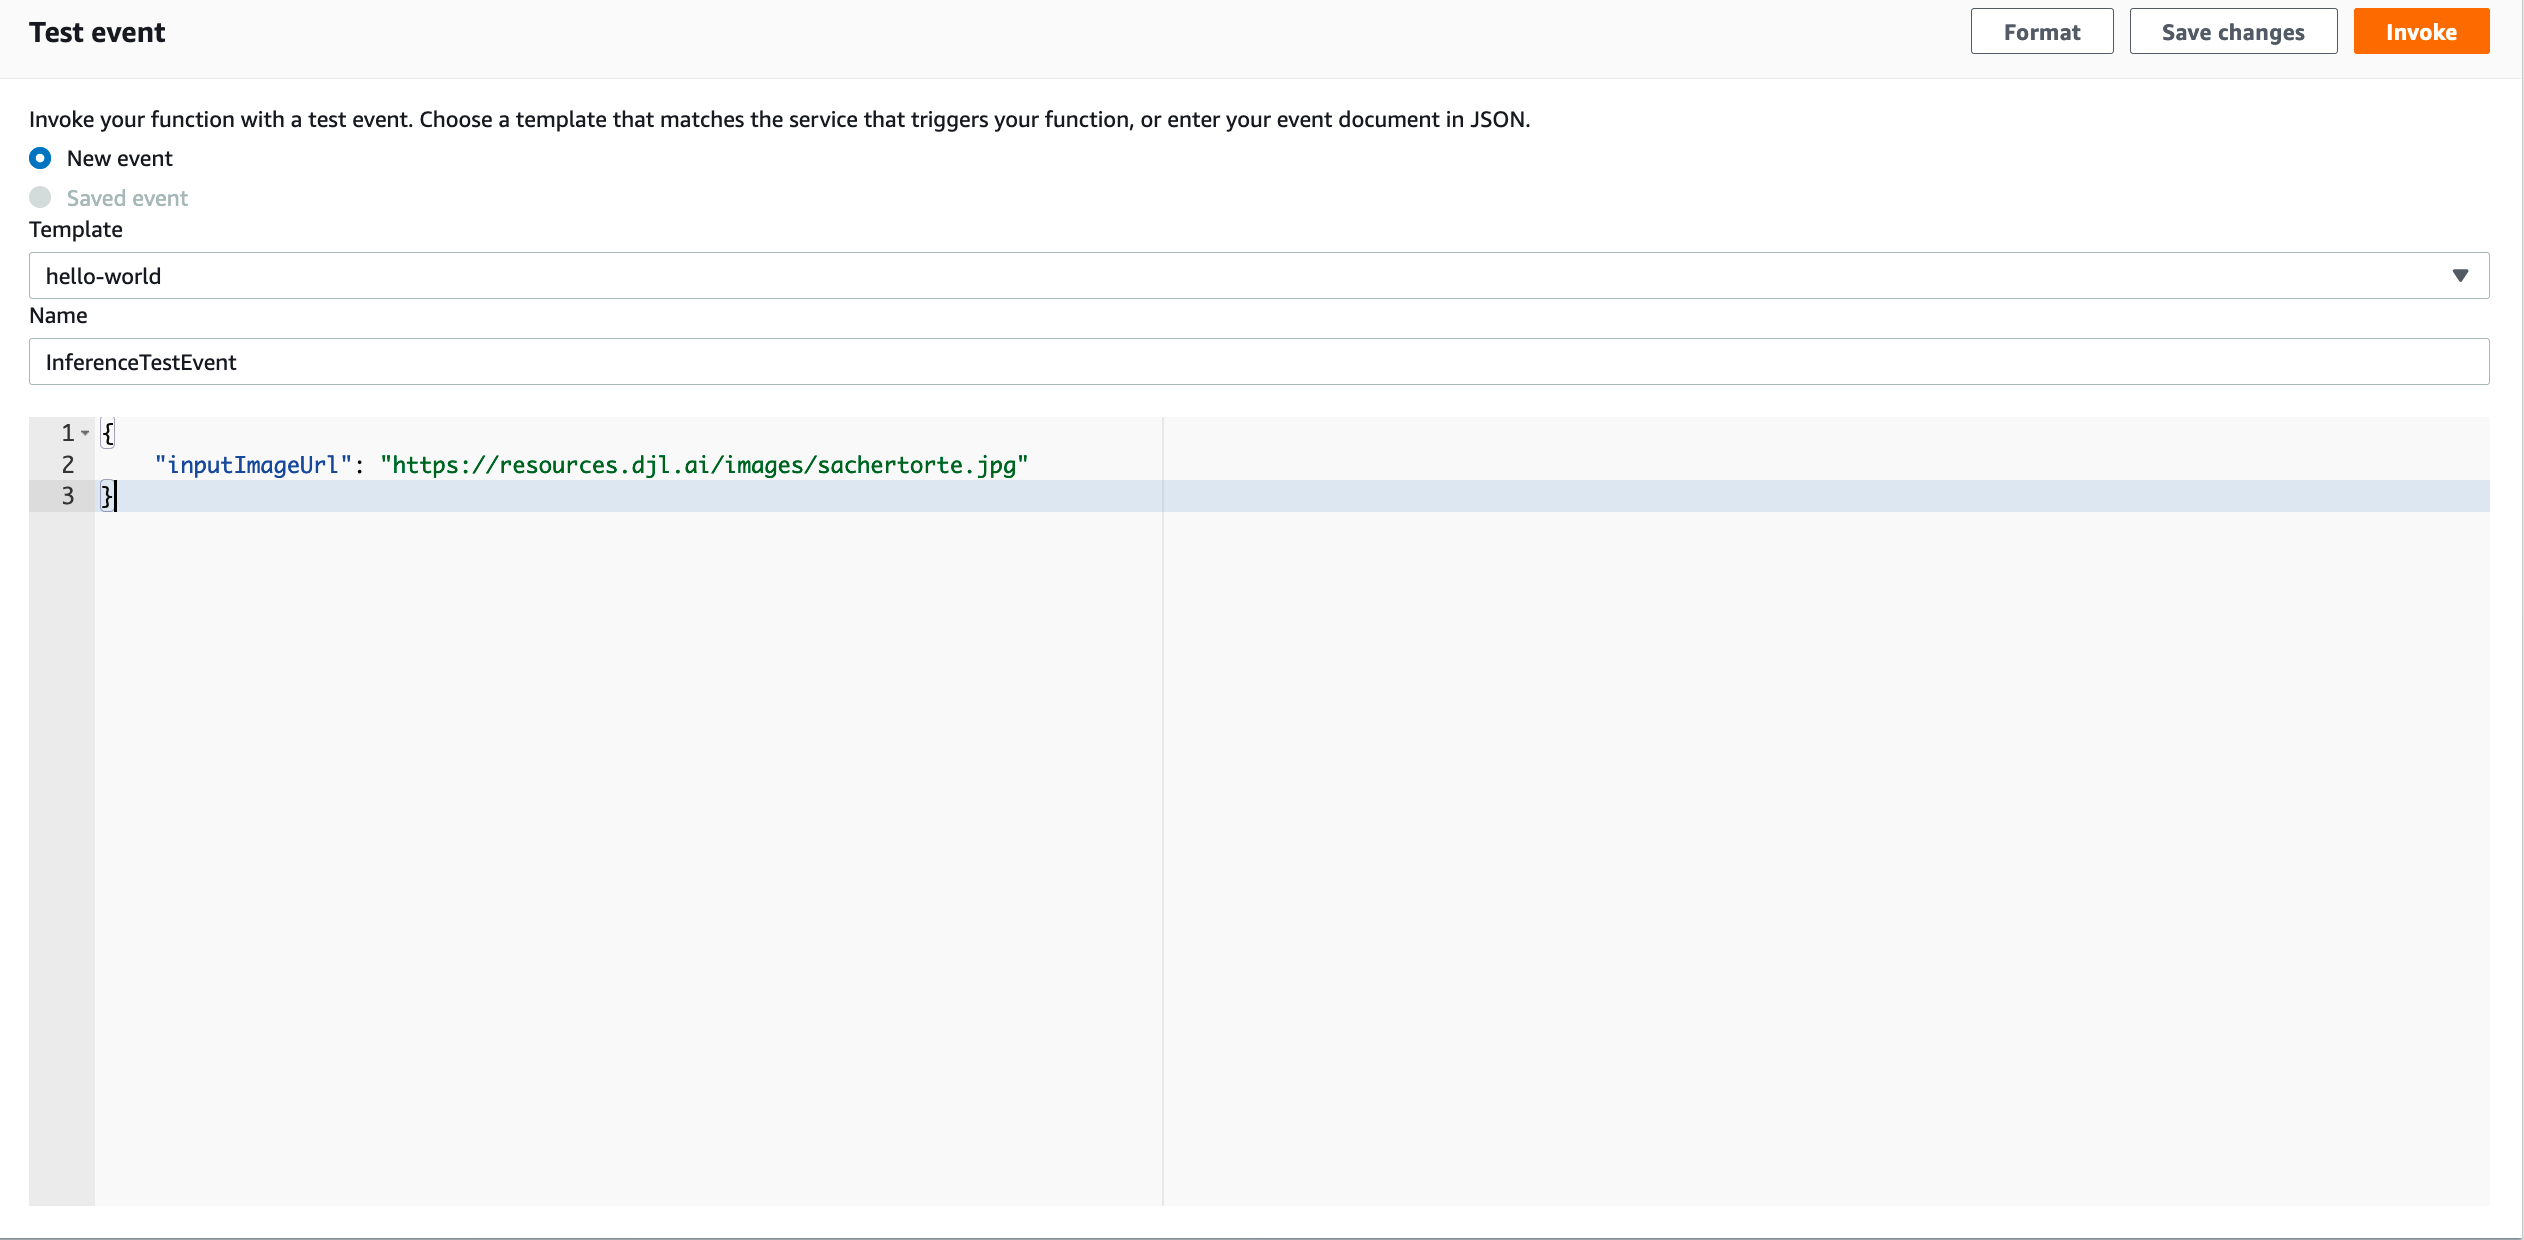 Test event
Format
Save changes
Invoke
Invoke your function with a test event. Choose a template that matches the service that triggers your function, or enter your event document in JSON.
New event
Saved event
Template
hello-world
Name
InferenceTestEvent
1 {
2 "inputImageUrl": "https://resources.djl.ai/images/sachertorte.jpg"
3 }